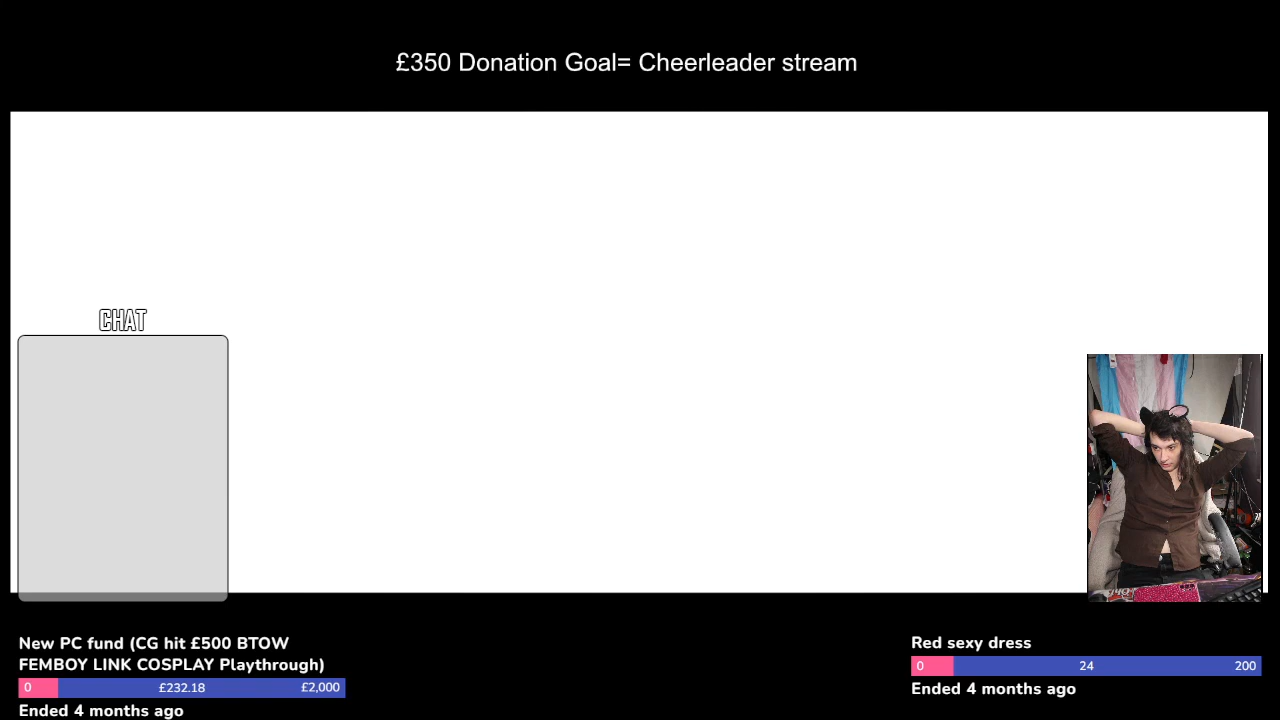 £350 Donation Goal= Cheerleader stream
CHAT
New PC fund (CG hit £500 BTOW
FEMBOY LINK COSPLAY Playthrough)
0 £232.18 £2,000
Ended 4 months ago
Red sexy dress
0 24 200
Ended 4 months ago